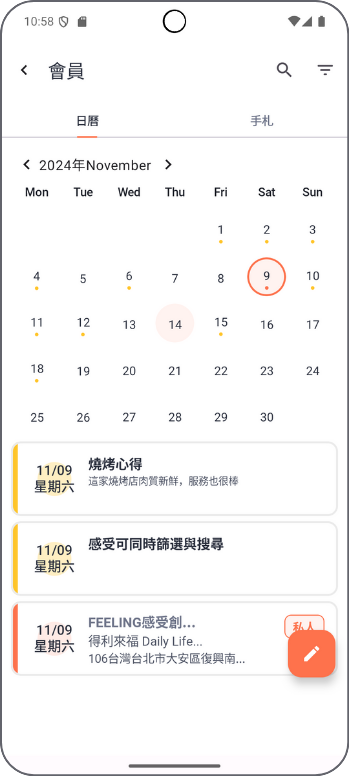 10:58
會員
日曆 手札
2024年November
Mon Tue Wed Thu Fri Sat Sun
1 2 3
4 5 6 7 8 9 10
11 12 13 14 15 16 17
18 19 20 21 22 23 24
25 26 27 28 29 30
11/09
星期六
燒烤心得
這家燒烤店肉質新鮮，服務也很棒
11/09
星期六
感受可同時篩選與搜尋
11/09
星期六
FEELING感受創...
私人
得利來福 Daily Life...
106台灣台北市大安區復興南...